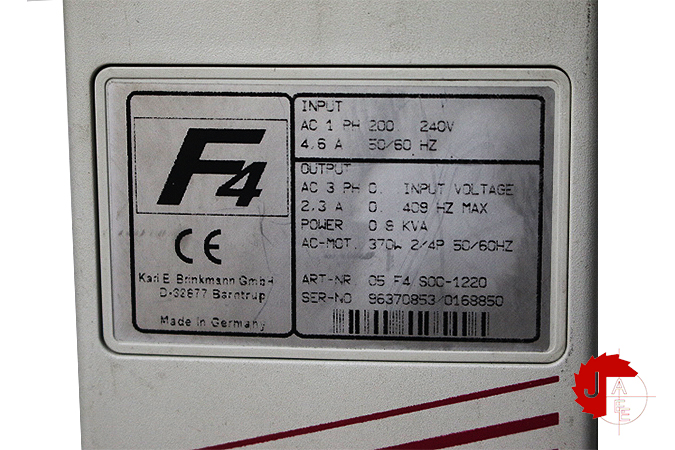 F4
CE
Karl E. Brinkmann GmbH
D-32677 Barntrup
Made in Germany
INPUT
AC 1 PH 200. 240V
4,6 A 50/60 HZ
OUTPUT
AC 3 PH 0. INPUT VOLTAGE
2,3 A 0. 409 HZ MAX
POWER 0.9 KVA
AC-MOT. 370W 2/4P 50/60HZ
ART-NR. 05 F4 S00-1220
SER-NO 96370853/0168850